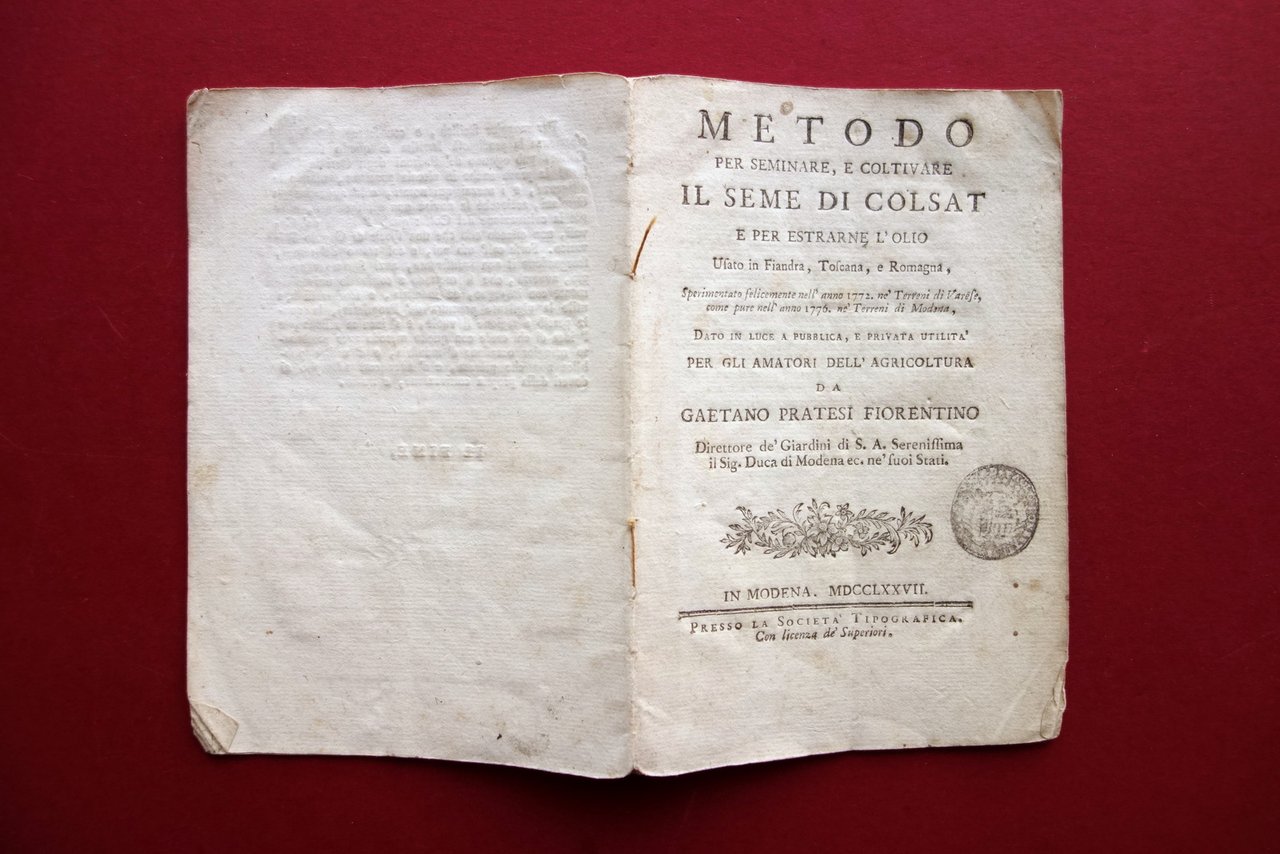 METODO
PER SEMINARE, E COLTIVARE
IL SEME DI COLSAT
E PER ESTRARNE L'OLIO
Uſato in Fiandra, Toſcana, e Romagna,
Sperimentato felicemente nell' anno 1772. ne' Terreni di Varese,
come pure nell' anno 1776. ne' Terreni di Modena,
DATO IN LUCE A PUBBLICA, E PRIVATA UTILITA'
PER GLI AMATORI DELL' AGRICOLTURA
DA
GAETANO PRATESI FIORENTINO
Direttore de' Giardini di S. A. Sereniſſima
il Sig. Duca di Modena ec. ne' ſuoi Stati.
IN MODENA. MDCCLXXVII.
PRESSO LA SOCIETA' TIPOGRAFICA.
Con licenza de' Superiori.